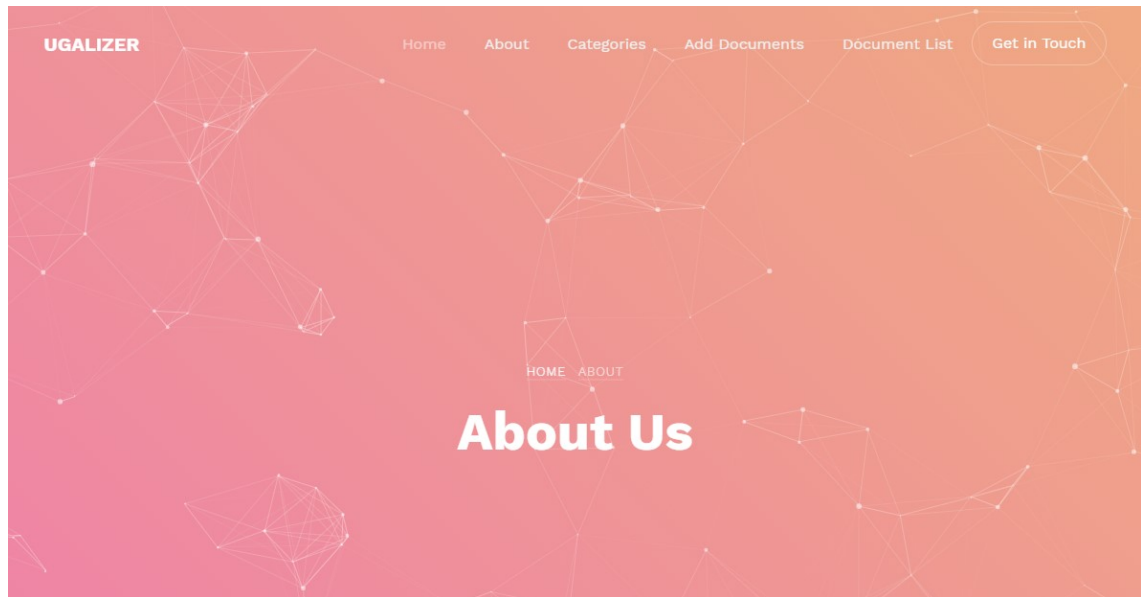 UGALIZER Home About Categories Add Documents Document List Get in Touch
HOME ABOUT
About Us